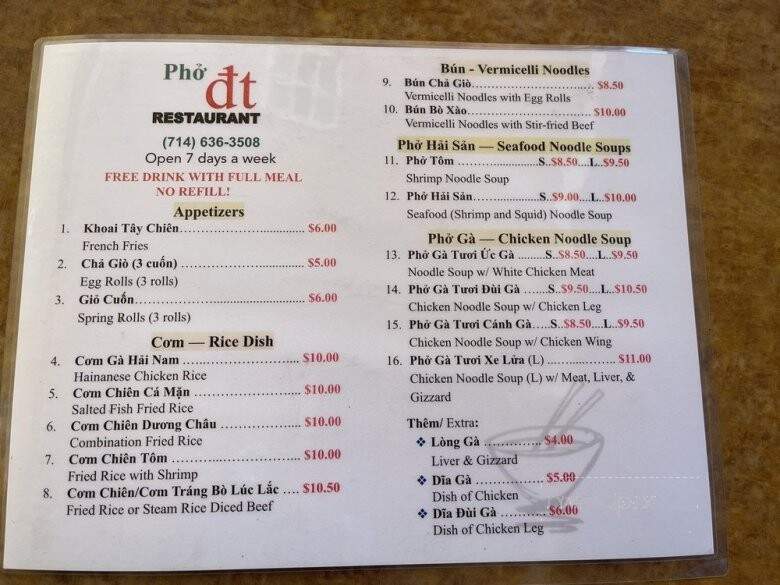 Phở
đt
RESTAURANT
(714) 636-3508
Open 7 days a week
FREE DRINK WITH FULL MEAL
NO REFILL!
Appetizers
1. Khoai Tây Chiên................................ $6.00
French Fries
2. Chả Giò (3 cuốn) ............................... $5.00
Egg Rolls (3 rolls)
3. Giỏ Cuốn........................................... $6.00
Spring Rolls (3 rolls)
Cơm — Rice Dish
4. Cơm Gà Hải Nam ............................... $10.00
Hainanese Chicken Rice
5. Cơm Chiên Cá Mặn ............................ $10.00
Salted Fish Fried Rice
6. Cơm Chiên Dương Châu ..................... $10.00
Combination Fried Rice
7. Cơm Chiên Tôm ................................. $10.00
Fried Rice with Shrimp
8. Cơm Chiên/Cơm Tráng Bò Lúc Lắc .... $10.50
Fried Rice or Steam Rice Diced Beef
Bún - Vermicelli Noodles
9. Bún Chả Giò............................... $8.50
Vermicelli Noodles with Egg Rolls
10. Bún Bò Xào............................... $10.00
Vermicelli Noodles with Stir-fried Beef
Phở Hải Sản — Seafood Noodle Soups
11. Phở Tôm .....................S..$8.50....L..$9.50
Shrimp Noodle Soup
12. Phở Hải Sản.................S...$9.00....L..$10.00
Seafood (Shrimp and Squid) Noodle Soup
Phở Gà — Chicken Noodle Soup
13. Phở Gà Tươi Ức Gà ........S..$8.50....L..$9.50
Noodle Soup w/ White Chicken Meat
14. Phở Gà Tươi Đùi Gà ......S...$9.50....L..$10.50
Chicken Noodle Soup w/ Chicken Leg
15. Phở Gà Tươi Cánh Gà.....S..$8.50....L..$9.50
Chicken Noodle Soup w/ Chicken Wing
16. Phở Gà Tươi Xe Lửa (L) ................. $11.00
Chicken Noodle Soup (L) w/ Meat, Liver, &
Gizzard
Thêm/ Extra:
❖ Lòng Gà ............. $4.00
Liver & Gizzard
❖ Dĩa Gà ................ $5.00
Dish of Chicken
❖ Dĩa Đùi Gà .......... $6.00
Dish of Chicken Leg